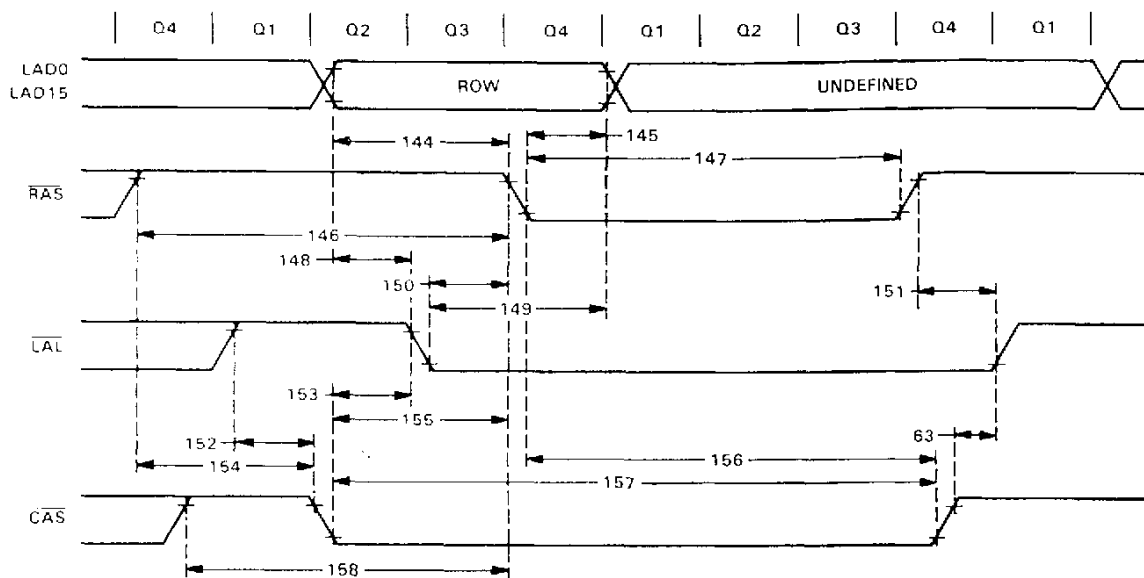 Q4 Q1 Q2 Q3 Q4 Q1 Q2 Q3 Q4 Q1
LAD0
LAD15
ROW UNDEFINED
144 145
147
RAS
146
148
150 151
149
LAL
153
155
152 63
154 156
157
CAS
158